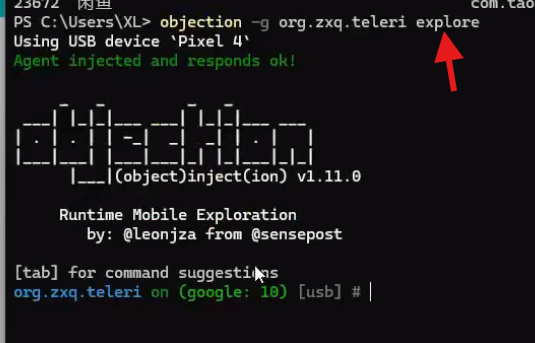 23672 闲鱼 com.tao
PS C:\Users\XL> objection -g org.zxq.teleri explore
Using USB device `Pixel 4`
Agent injected and responds ok!
objection
|___|(object)inject(ion) v1.11.0
Runtime Mobile Exploration
by: @leonjza from @sensepost
[tab] for command suggestions
org.zxq.teleri on (google: 10) [usb] #